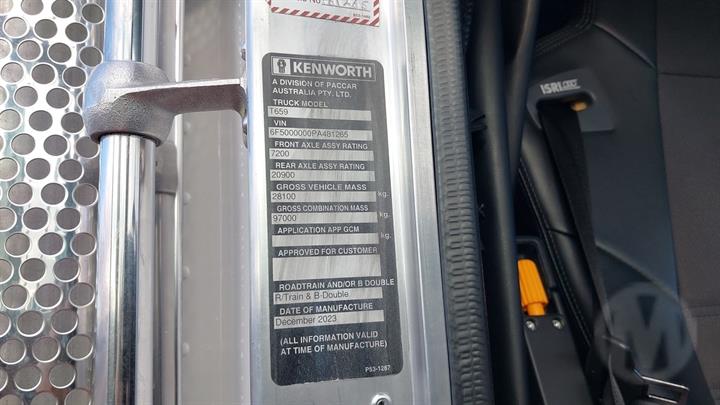 KENWORTH
A DIVISION OF PACCAR
AUSTRALIA PTY. LTD.
TRUCK MODEL
T659
VIN
6F5000000PA481265
FRONT AXLE ASSY RATING
7200
REAR AXLE ASSY RATING
20900
GROSS VEHICLE MASS
28100 kg.
GROSS COMBINATION MASS
97000 kg.
APPLICATION APP GCM
kg.
APPROVED FOR CUSTOMER
ROADTRAIN AND/OR B DOUBLE
R/Train & B-Double
DATE OF MANUFACTURE
December 2023
(ALL INFORMATION VALID
AT TIME OF MANUFACTURE)
P53-1287
ISRI
M